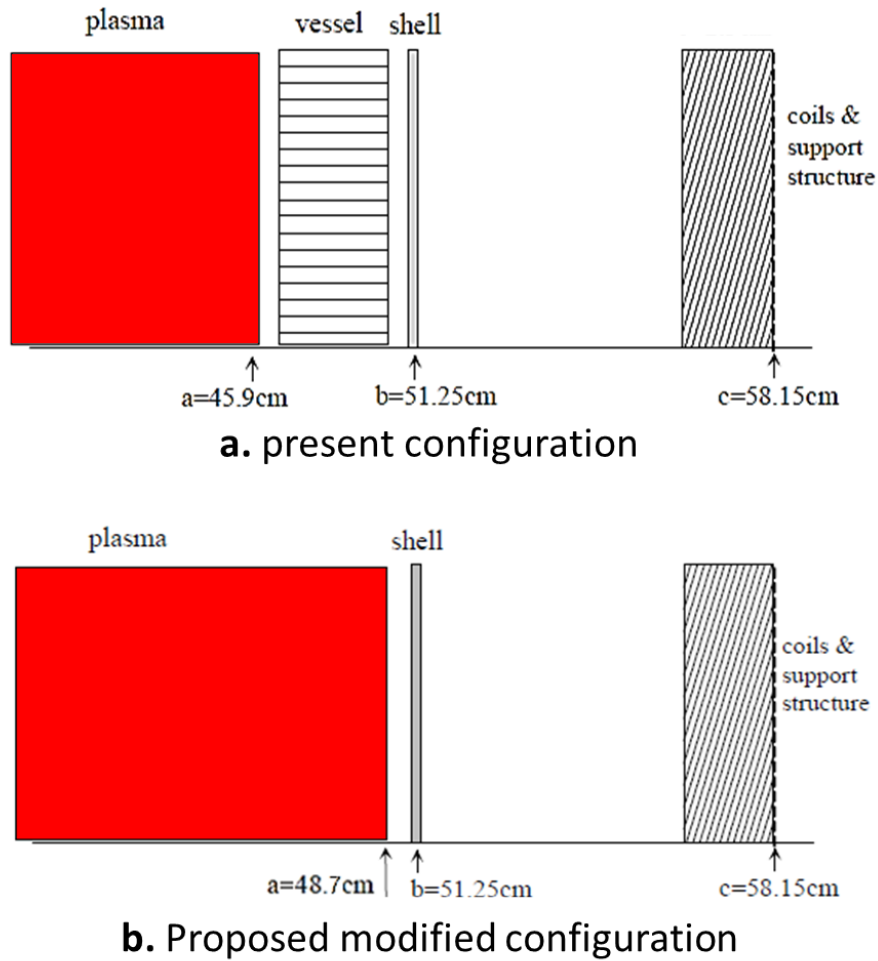 plasma
vessel
shell
coils &
support
structure
a=45.9cm
b=51.25cm
c=58.15cm
a. present configuration
plasma
shell
coils &
support
structure
a=48.7cm
b=51.25cm
c=58.15cm
b. Proposed modified configuration